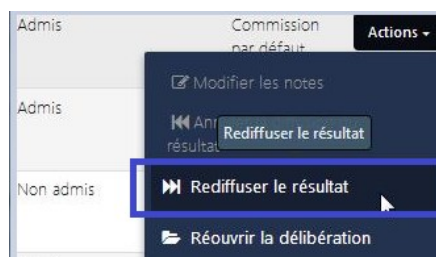 Admis
Commission
par défaut
Actions
Modifier les notes
Admis
Rediffuser le résultat
résultat
Non admis
Rediffuser le résultat
Réouvrir la délibération